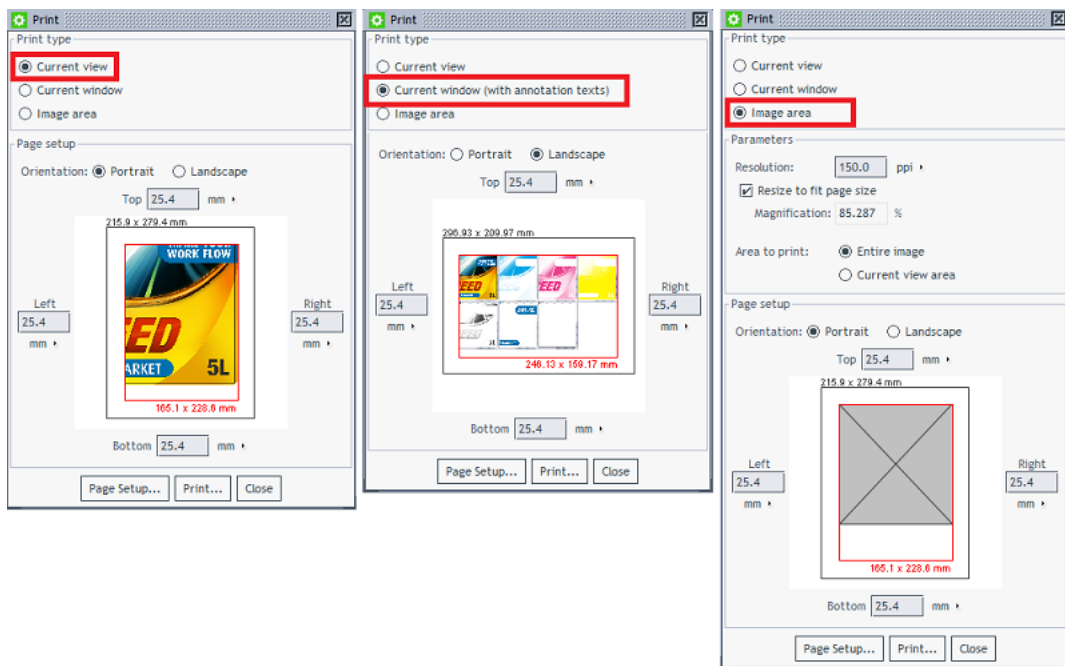 Print
Print type
Current view
Current window
Image area
Page setup
Orientation: Portrait Landscape
Top 25.4 mm
215.9 x 279.4 mm
WORK FLOW
EED
ARKET 5L
165.1 x 228.6 mm
Left
25.4
mm
Right
25.4
mm
Bottom 25.4 mm
Page Setup... Print... Close
Print
Print type
Current view
Current window (with annotation texts)
Image area
Orientation: Portrait Landscape
Top 25.4 mm
296.93 x 209.97 mm
EED EED EED
246.13 x 159.17 mm
Left
25.4
mm
Right
25.4
mm
Bottom 25.4 mm
Page Setup... Print... Close
Print
Print type
Current view
Current window
Image area
Parameters
Resolution: 150.0 ppi
Resize to fit page size
Magnification: 85.287 %
Area to print: Entire image
Current view area
Page setup
Orientation: Portrait Landscape
Top 25.4 mm
215.9 x 279.4 mm
165.1 x 228.6 mm
Left
25.4
mm
Right
25.4
mm
Bottom 25.4 mm
Page Setup... Print... Close